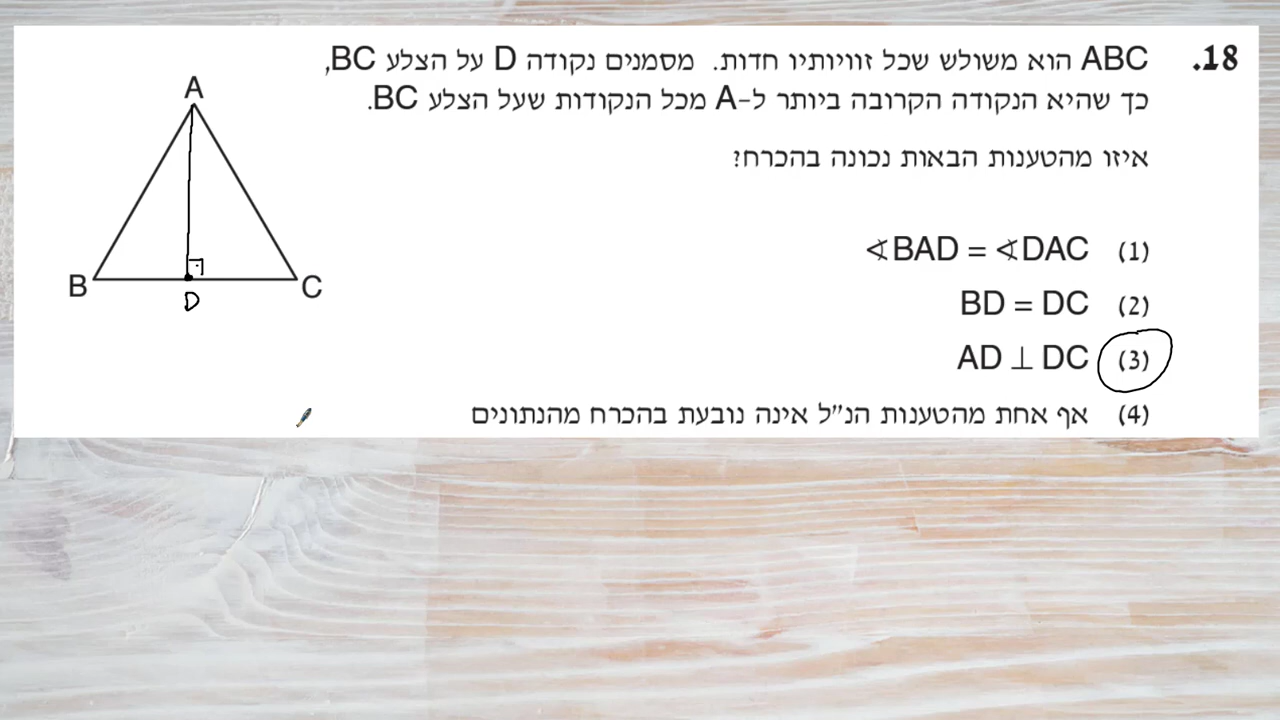 18. ABC הוא משולש שכל זוויותיו חדות. מסמנים נקודה D על הצלע BC,
כך שהיא הנקודה הקרובה ביותר ל-A מכל הנקודות שעל הצלע BC.
איזו מהטענות הבאות נכונה בהכרח?
(1) ∢BAD = ∢DAC
(2) BD = DC
(3) AD ⊥ DC
(4) אף אחת מהטענות הנ"ל אינה נובעת בהכרח מהנתונים
A
B
C
D